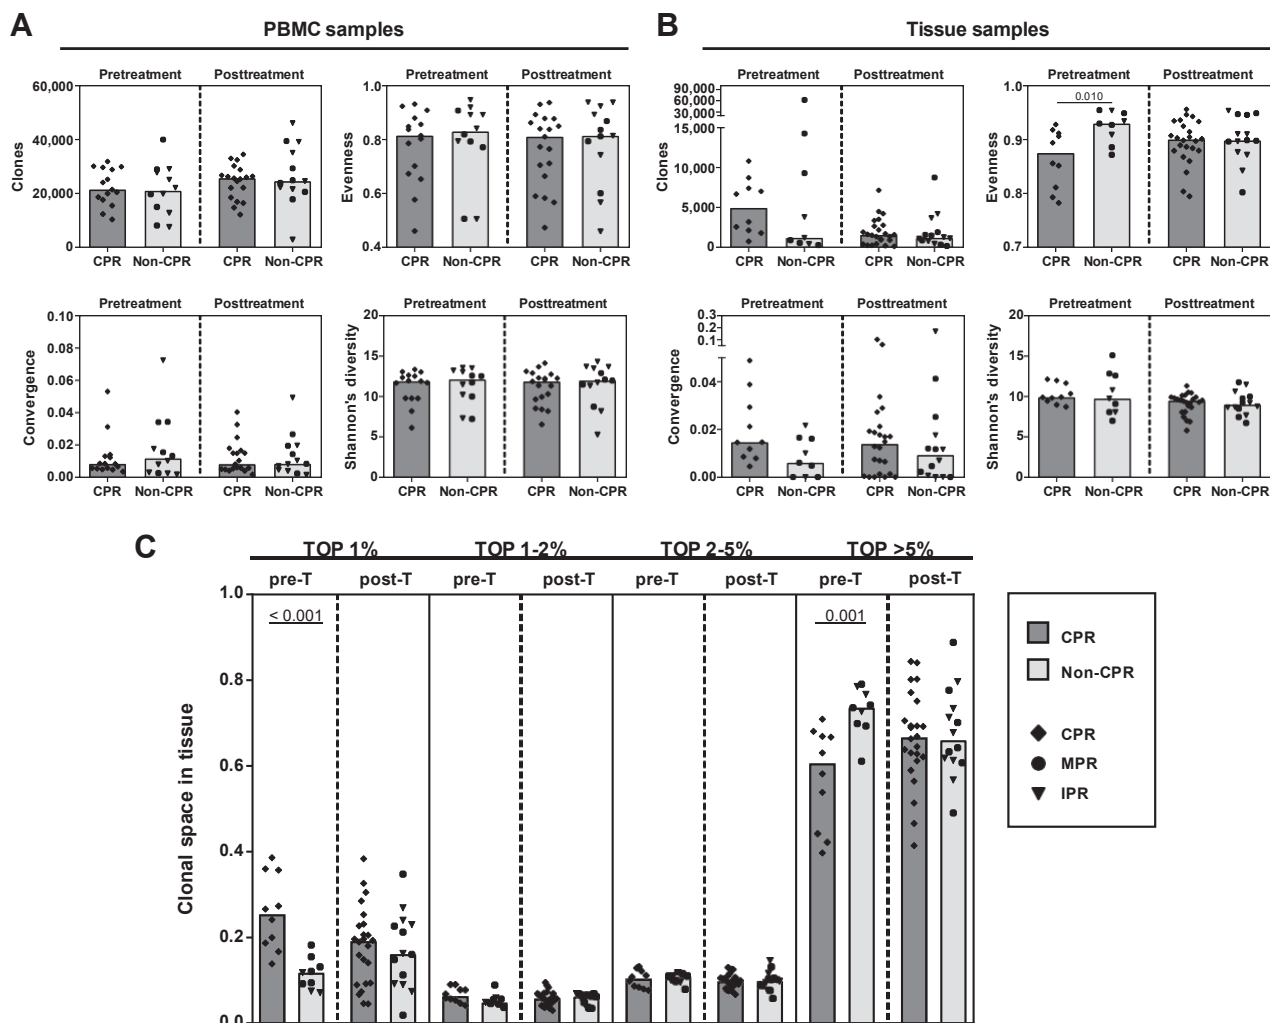 A
PBMC samples
B
Tissue samples
Pretreatment
Posttreatment
Clones
60,000
40,000
20,000
0
CPR
Non-CPR
CPR
Non-CPR
Pretreatment
Posttreatment
Evenness
1.0
0.8
0.6
0.4
CPR
Non-CPR
CPR
Non-CPR
Pretreatment
Posttreatment
Clones
90,000
60,000
30,000
15,000
10,000
5,000
0
CPR
Non-CPR
CPR
Non-CPR
Pretreatment
Posttreatment
Evenness
1.0
0.9
0.8
0.7
0.010
CPR
Non-CPR
CPR
Non-CPR
Pretreatment
Posttreatment
Convergence
0.10
0.08
0.06
0.04
0.02
0.00
CPR
Non-CPR
CPR
Non-CPR
Pretreatment
Posttreatment
Shannon's diversity
20
15
10
5
0
CPR
Non-CPR
CPR
Non-CPR
Pretreatment
Posttreatment
Convergence
0.3
0.2
0.1
0.04
0.02
0.00
CPR
Non-CPR
CPR
Non-CPR
Pretreatment
Posttreatment
Shannon's diversity
20
15
10
5
0
CPR
Non-CPR
CPR
Non-CPR
C
TOP 1%
TOP 1-2%
TOP 2-5%
TOP >5%
pre-T
post-T
pre-T
post-T
pre-T
post-T
pre-T
post-T
Clonal space in tissue
1.0
0.8
0.6
0.4
0.2
0.0
< 0.001
0.001
CPR
Non-CPR
CPR
MPR
IPR